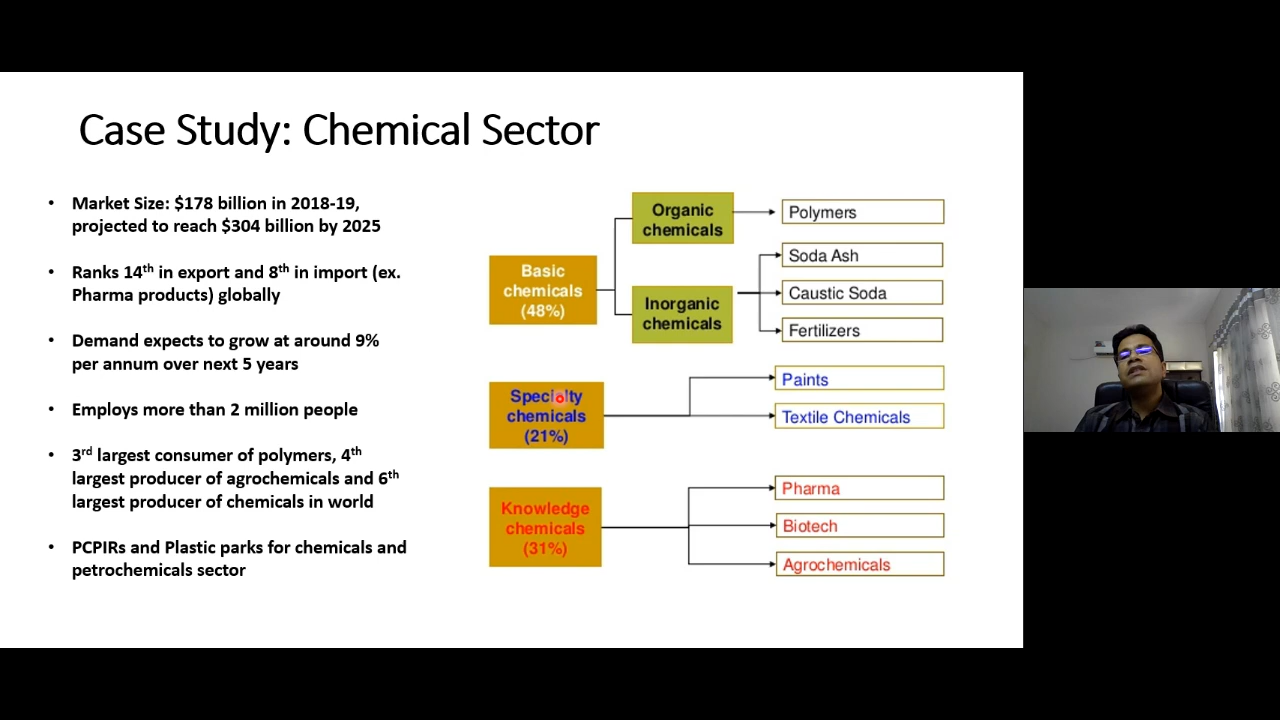 Case Study: Chemical Sector
• Market Size: $178 billion in 2018-19,
projected to reach $304 billion by 2025
• Ranks 14th in export and 8th in import (ex.
Pharma products) globally
• Demand expects to grow at around 9%
per annum over next 5 years
• Employs more than 2 million people
• 3rd largest consumer of polymers, 4th
largest producer of agrochemicals and 6th
largest producer of chemicals in world
• PCPIRs and Plastic parks for chemicals and
petrochemicals sector
Basic
chemicals
(48%)
Organic
chemicals
Polymers
Inorganic
chemicals
Soda Ash
Caustic Soda
Fertilizers
Specialty
chemicals
(21%)
Paints
Textile Chemicals
Knowledge
chemicals
(31%)
Pharma
Biotech
Agrochemicals